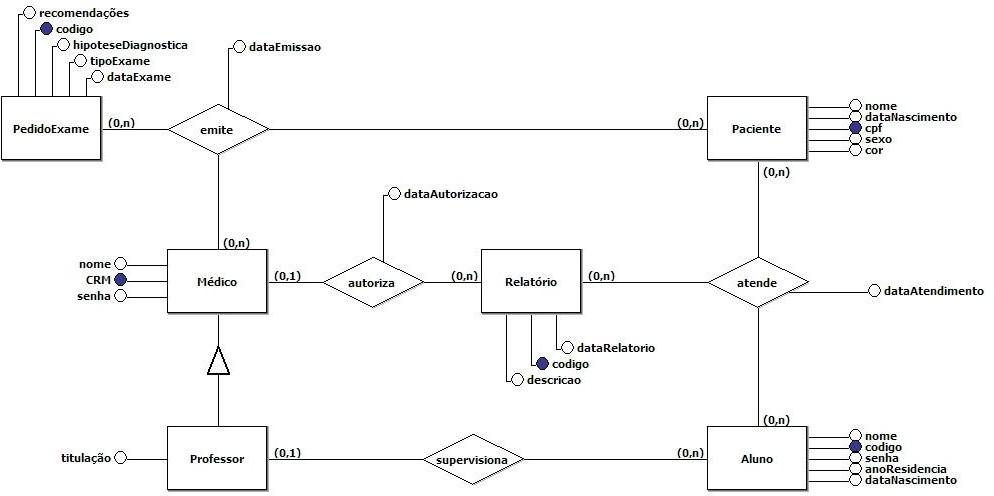 recomendações
codigo
hipoteseDiagnostica
tipoExame
dataExame
dataEmissao
PedidoExame
(0,n)
emite
(0,n)
Paciente
nome
dataNascimento
cpf
sexo
cor
(0,n)
dataAutorizacao
(0,n)
nome
CRM
senha
Médico
(0,1)
autoriza
(0,n)
Relatório
(0,n)
atende
dataAtendimento
dataRelatorio
codigo
descricao
(0,n)
titulação
Professor
(0,1)
supervisiona
(0,n)
Aluno
nome
codigo
senha
anoResidencia
dataNascimento